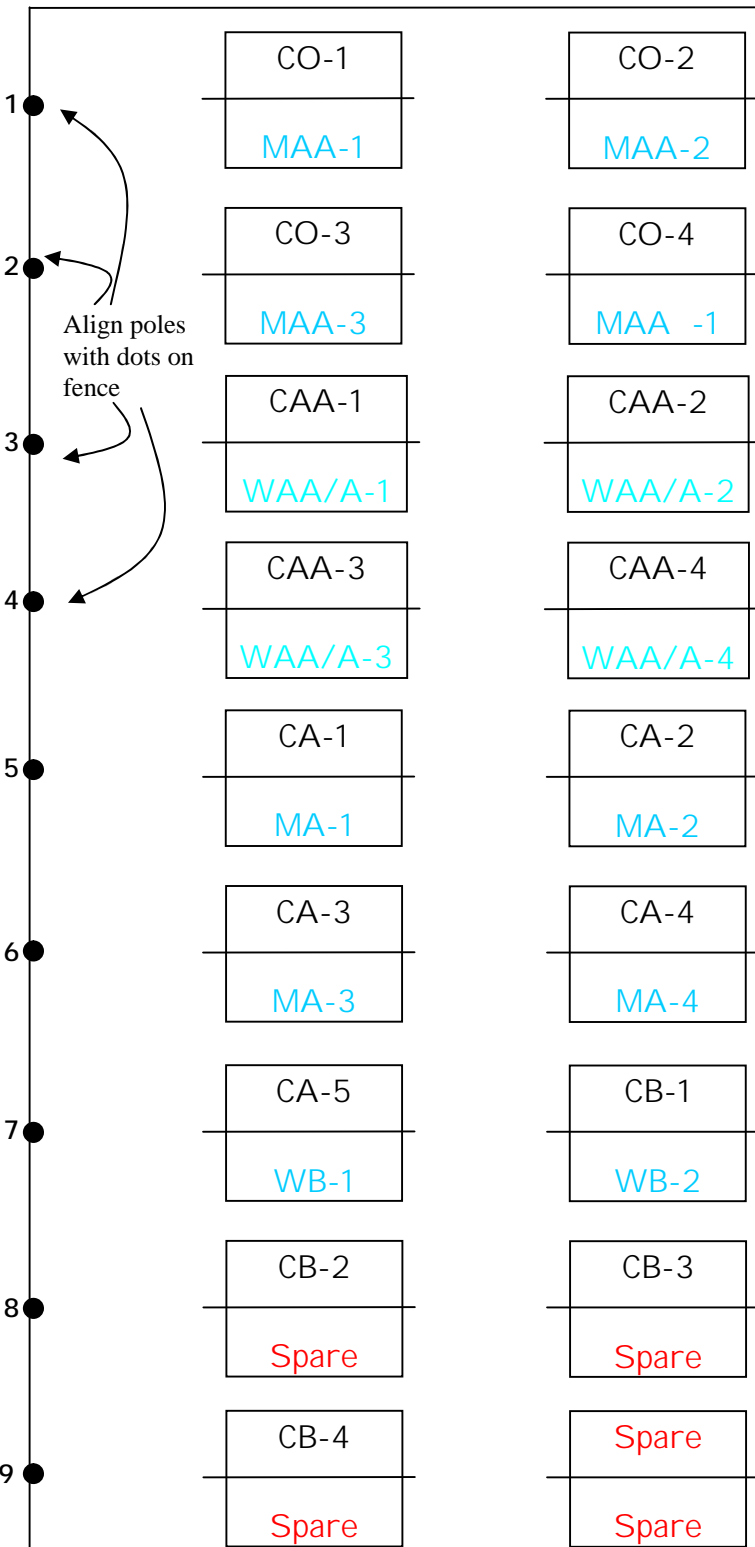 CO-1 CO-2
1
MAA-1 MAA-2
CO-3 CO-4
2
MAA-3 MAA -1
Align poles
with dots on
fence
CAA-1 CAA-2
3
WAA/A-1 WAA/A-2
CAA-3 CAA-4
4
WAA/A-3 WAA/A-4
CA-1 CA-2
5
MA-1 MA-2
CA-3 CA-4
6
MA-3 MA-4
CA-5 CB-1
7
WB-1 WB-2
CB-2 CB-3
8
Spare Spare
CB-4 Spare
9
Spare Spare